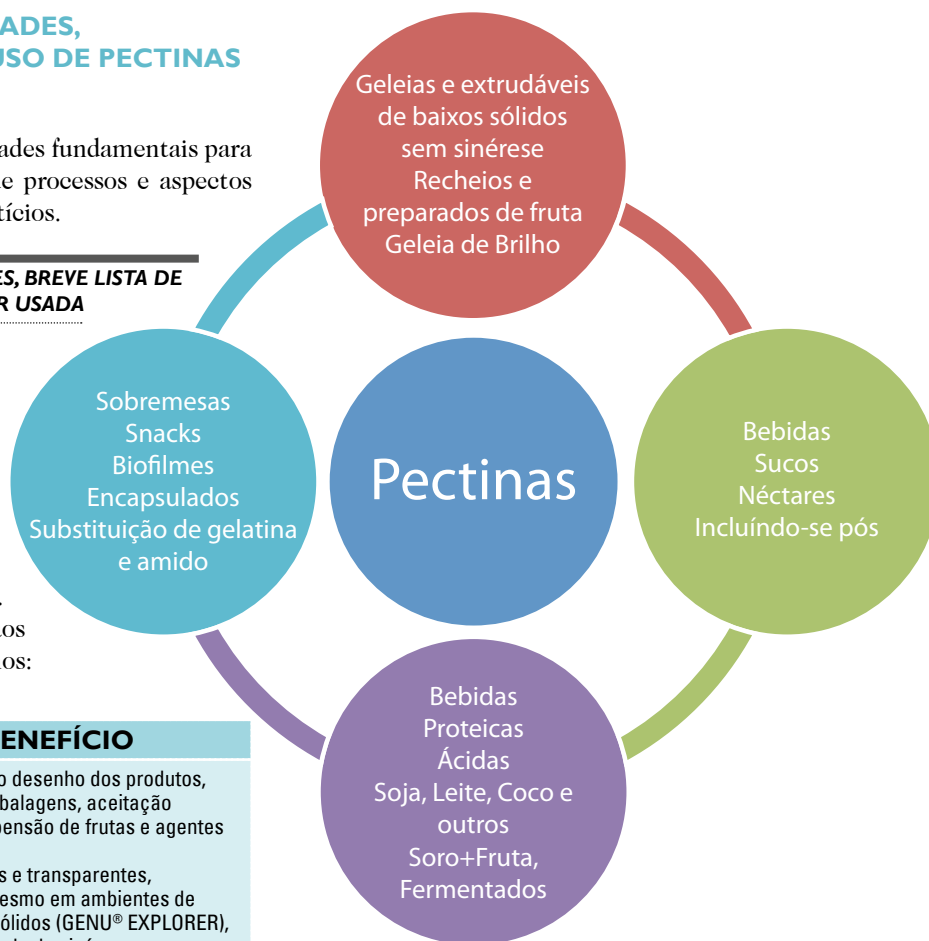 ADES,
USO DE PECTINAS
ades fundamentais para
e processos e aspectos
tícios.
ES, BREVE LISTA DE
R USADA
os:
ENEFÍCIO
o desenho dos produtos,
balagens, aceitação
pensão de frutas e agentes
s e transparentes,
esmo em ambientes de
ólidos (GENU® EXPLORER),
Geleias e extrudáveis
de baixos sólidos
sem sinérese
Recheios e
preparados de fruta
Geleia de Brilho
Sobremesas
Snacks
Biofilmes
Encapsulados
Substituição de gelatina
e amido
Pectinas
Bebidas
Sucos
Néctares
Incluíndo-se pós
Bebidas
Proteicas
Ácidas
Soja, Leite, Coco e
outros
Soro+Fruta,
Fermentados